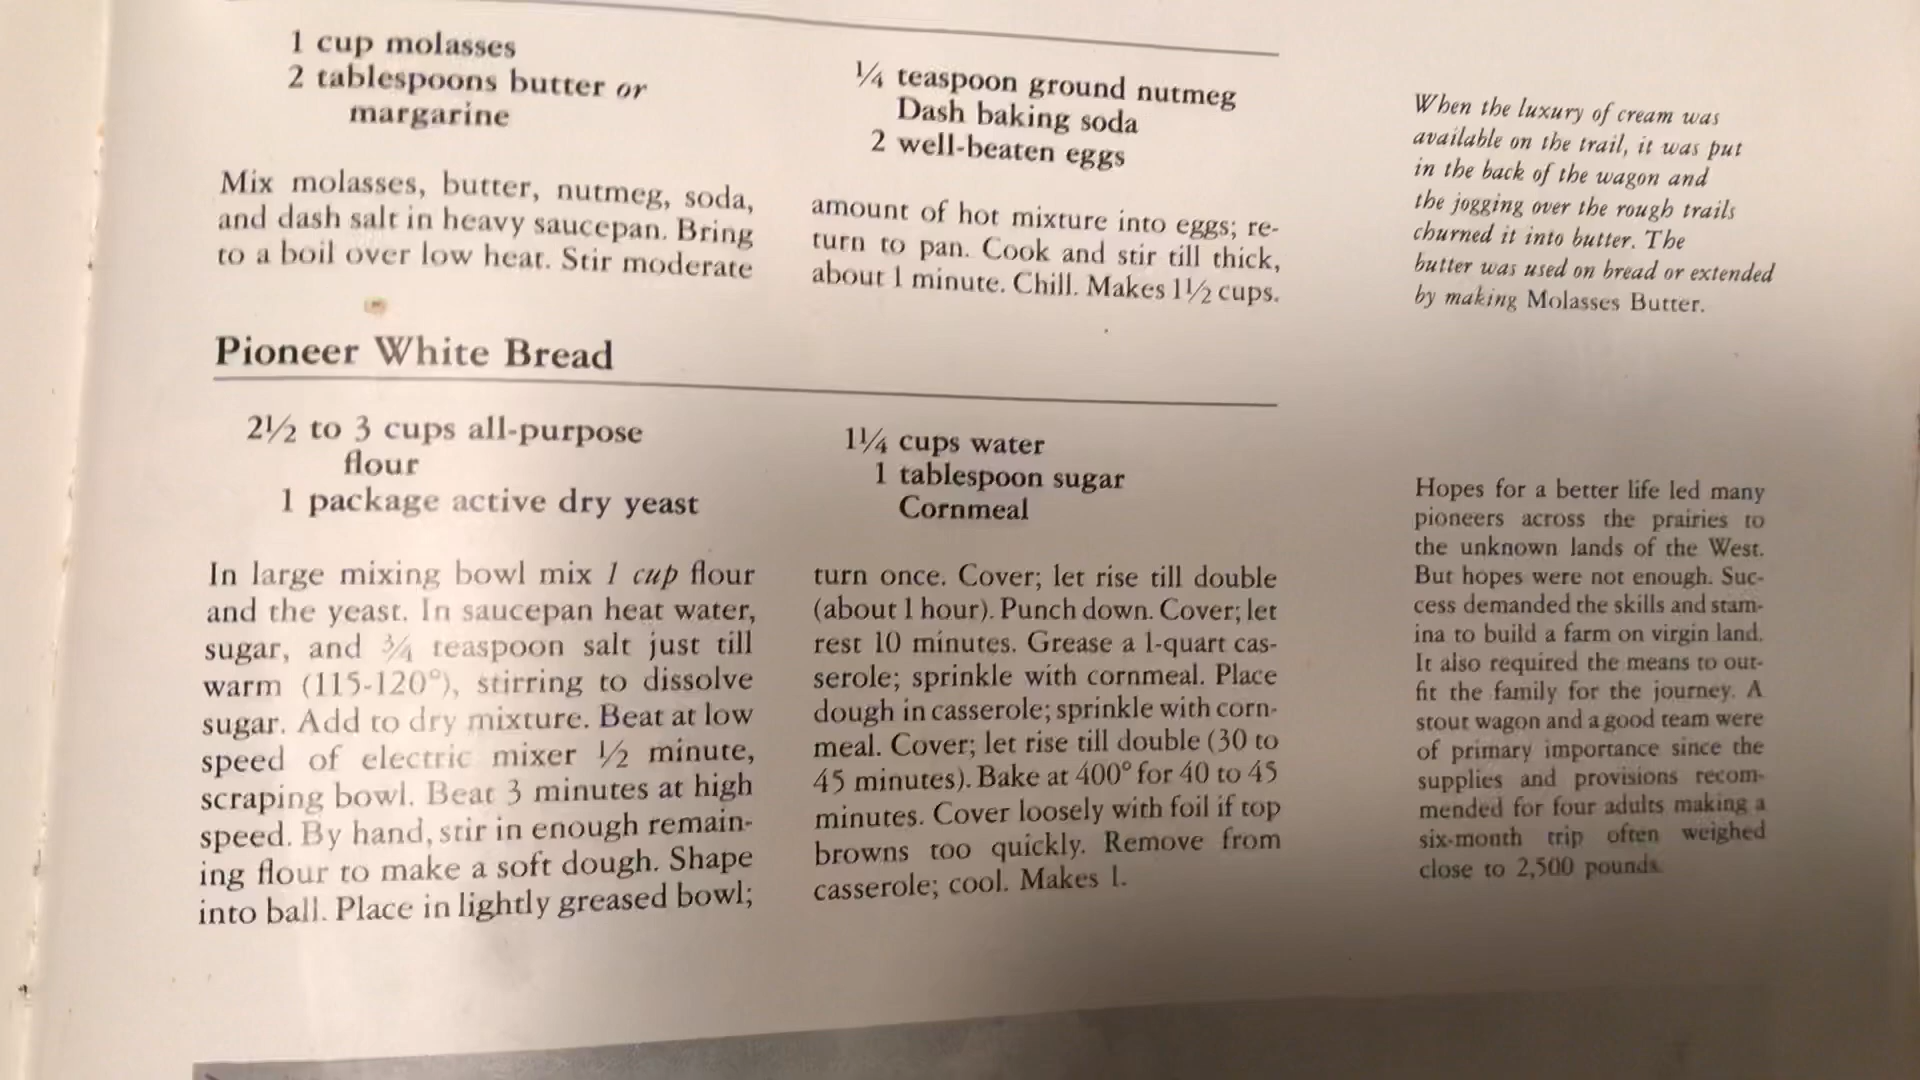 1 cup molasses
2 tablespoons butter or
margarine
¼ teaspoon ground nutmeg
Dash baking soda
2 well-beaten eggs
Mix molasses, butter, nutmeg, soda,
and dash salt in heavy saucepan. Bring
to a boil over low heat. Stir moderate
amount of hot mixture into eggs; re-
turn to pan. Cook and stir till thick,
about 1 minute. Chill. Makes 1½ cups.
When the luxury of cream was
available on the trail, it was put
in the back of the wagon and
the jogging over the rough trails
churned it into butter. The
butter was used on bread or extended
by making Molasses Butter.
Pioneer White Bread
2½ to 3 cups all-purpose
flour
1 package active dry yeast
1¼ cups water
1 tablespoon sugar
Cornmeal
In large mixing bowl mix 1 cup flour
and the yeast. In saucepan heat water,
sugar, and ¾ teaspoon salt just till
warm (115-120°), stirring to dissolve
sugar. Add to dry mixture. Beat at low
speed of electric mixer ½ minute,
scraping bowl. Beat 3 minutes at high
speed. By hand, stir in enough remain-
ing flour to make a soft dough. Shape
into ball. Place in lightly greased bowl;
turn once. Cover; let rise till double
(about 1 hour). Punch down. Cover; let
rest 10 minutes. Grease a 1-quart cas-
serole; sprinkle with cornmeal. Place
dough in casserole; sprinkle with corn-
meal. Cover; let rise till double (30 to
45 minutes). Bake at 400° for 40 to 45
minutes. Cover loosely with foil if top
browns too quickly. Remove from
casserole; cool. Makes 1.
Hopes for a better life led many
pioneers across the prairies to
the unknown lands of the West.
But hopes were not enough. Suc-
cess demanded the skills and stam-
ina to build a farm on virgin land.
It also required the means to out-
fit the family for the journey. A
stout wagon and a good team were
of primary importance since the
supplies and provisions recom-
mended for four adults making a
six-month trip often weighed
close to 2,500 pounds.